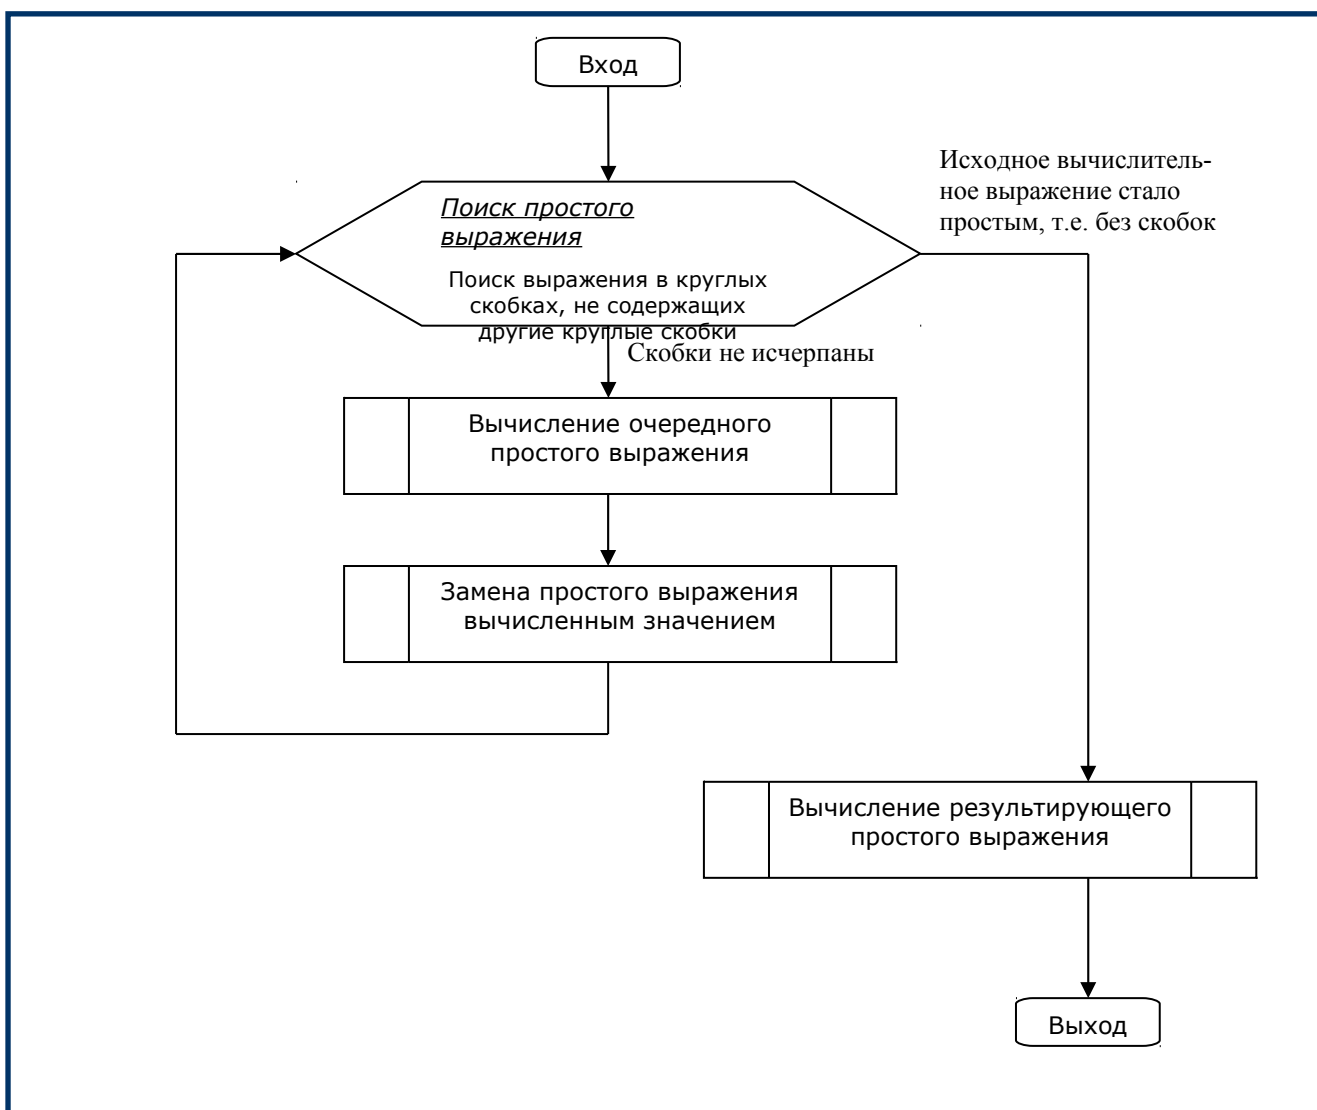 Вход
Исходное вычислитель-
ное выражение стало
простым, т.е. без скобок
Поиск простого
выражения
Поиск выражения в круглых
скобках, не содержащих
другие круглые скобки
Скобки не исчерпаны
Вычисление очередного
простого выражения
Замена простого выражения
вычисленным значением
Вычисление результирующего
простого выражения
Выход